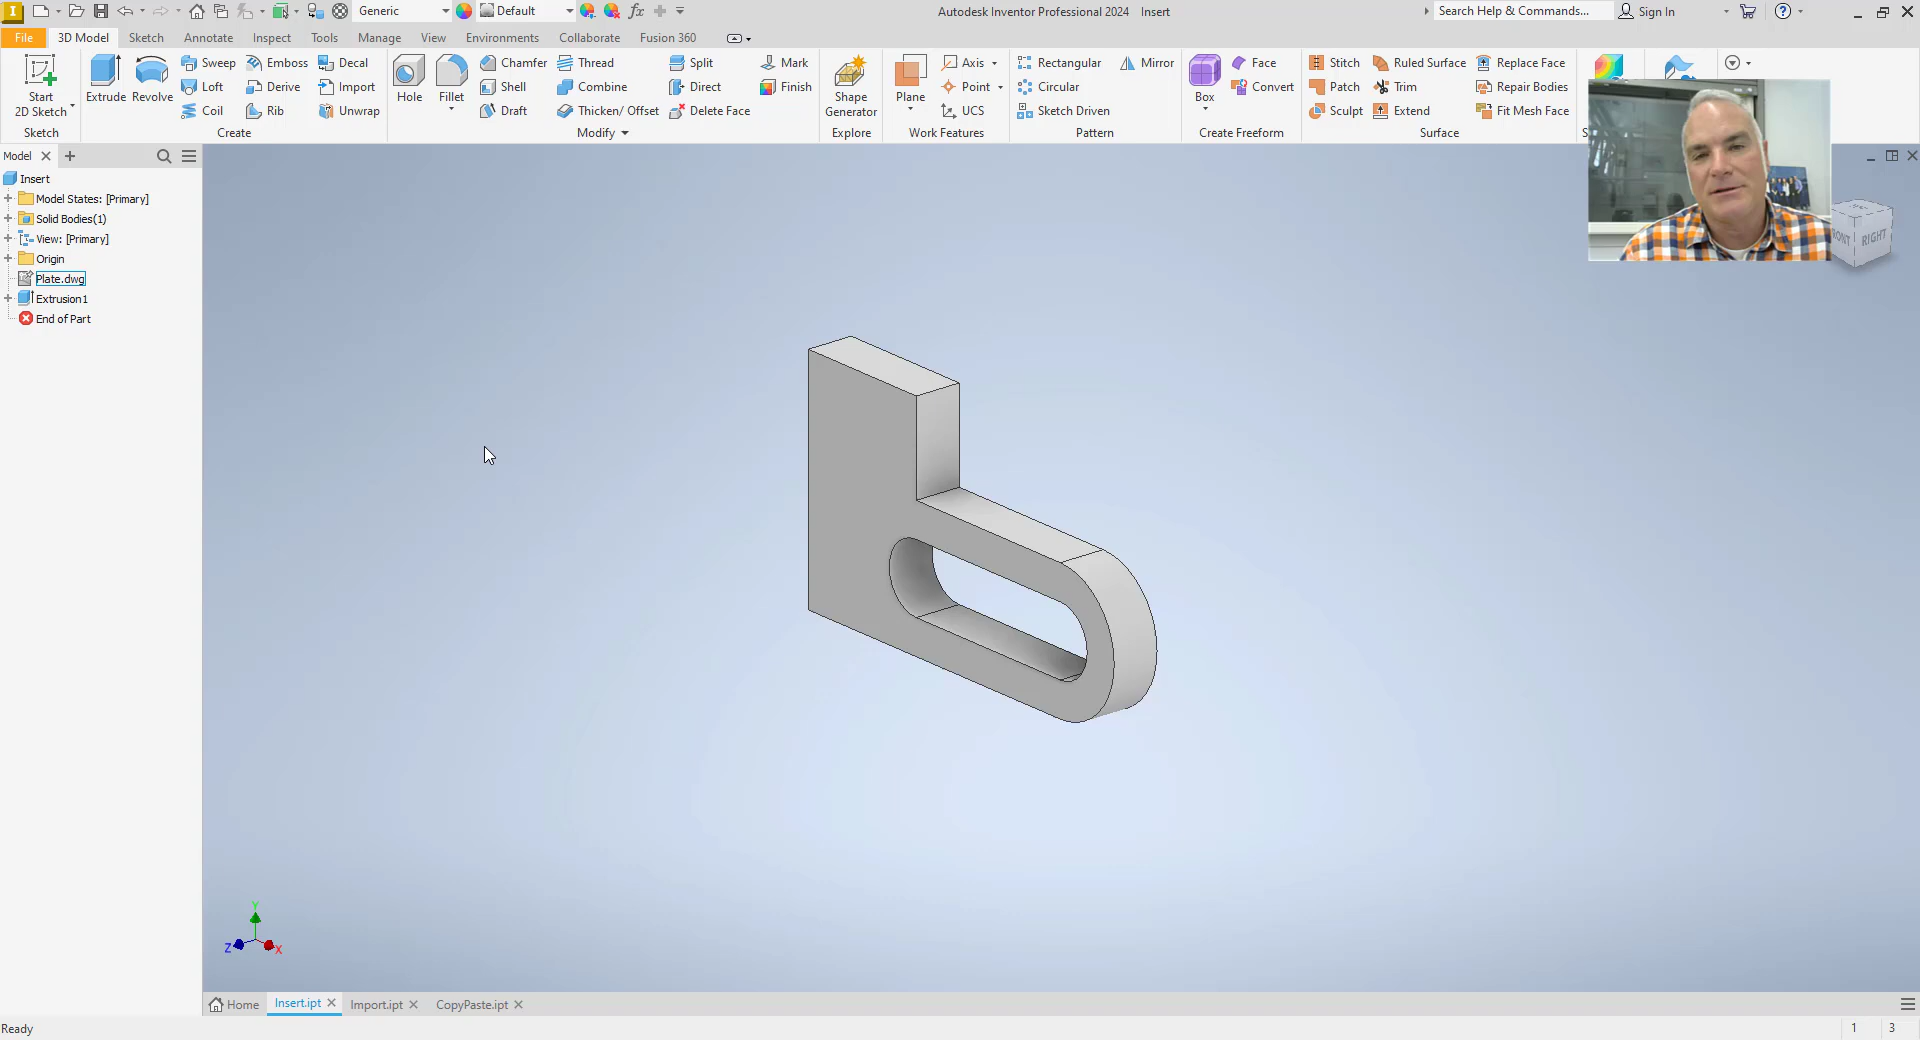 Generic
Default
fx
Autodesk Inventor Professional 2024 Insert
Search Help & Commands...
Sign In
File
3D Model
Sketch
Annotate
Inspect
Tools
Manage
View
Environments
Collaborate
Fusion 360
Start
2D Sketch
Sketch
Extrude
Revolve
Sweep
Loft
Coil
Emboss
Derive
Rib
Decal
Import
Unwrap
Create
Hole
Fillet
Chamfer
Shell
Draft
Thread
Combine
Thicken/ Offset
Split
Direct
Delete Face
Mark
Finish
Modify
Shape
Generator
Explore
Plane
Axis
Point
UCS
Work Features
Rectangular
Circular
Sketch Driven
Mirror
Pattern
Box
Face
Convert
Create Freeform
Stitch
Patch
Sculpt
Ruled Surface
Trim
Extend
Replace Face
Repair Bodies
Fit Mesh Face
Surface
Model
Insert
Model States: [Primary]
Solid Bodies(1)
View: [Primary]
Origin
Plate.dwg
Extrusion1
End of Part
RIGHT
Y
Z
X
Home
Insert.ipt
Import.ipt
CopyPaste.ipt
Ready
1
3